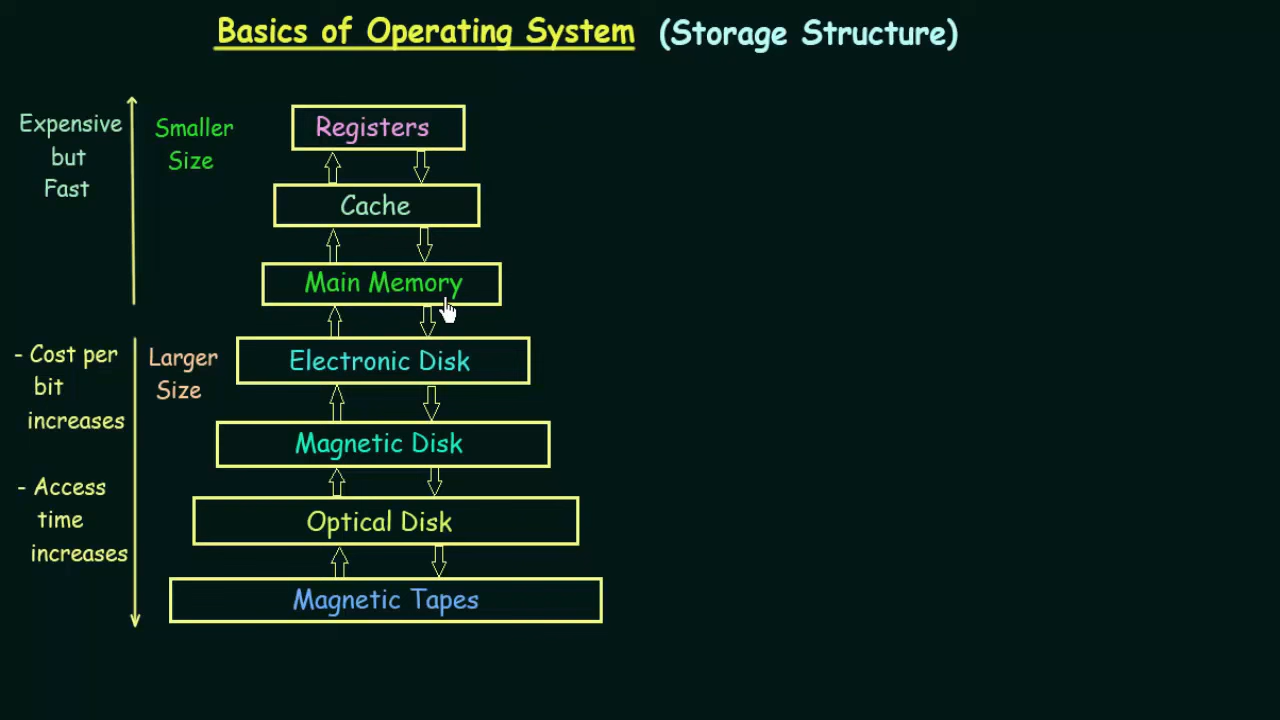 Basics of Operating System (Storage Structure)
Expensive
but
Fast
Smaller
Size
Registers
Cache
Main Memory
- Cost per
bit
increases
Larger
Size
- Access
time
increases
Electronic Disk
Magnetic Disk
Optical Disk
Magnetic Tapes